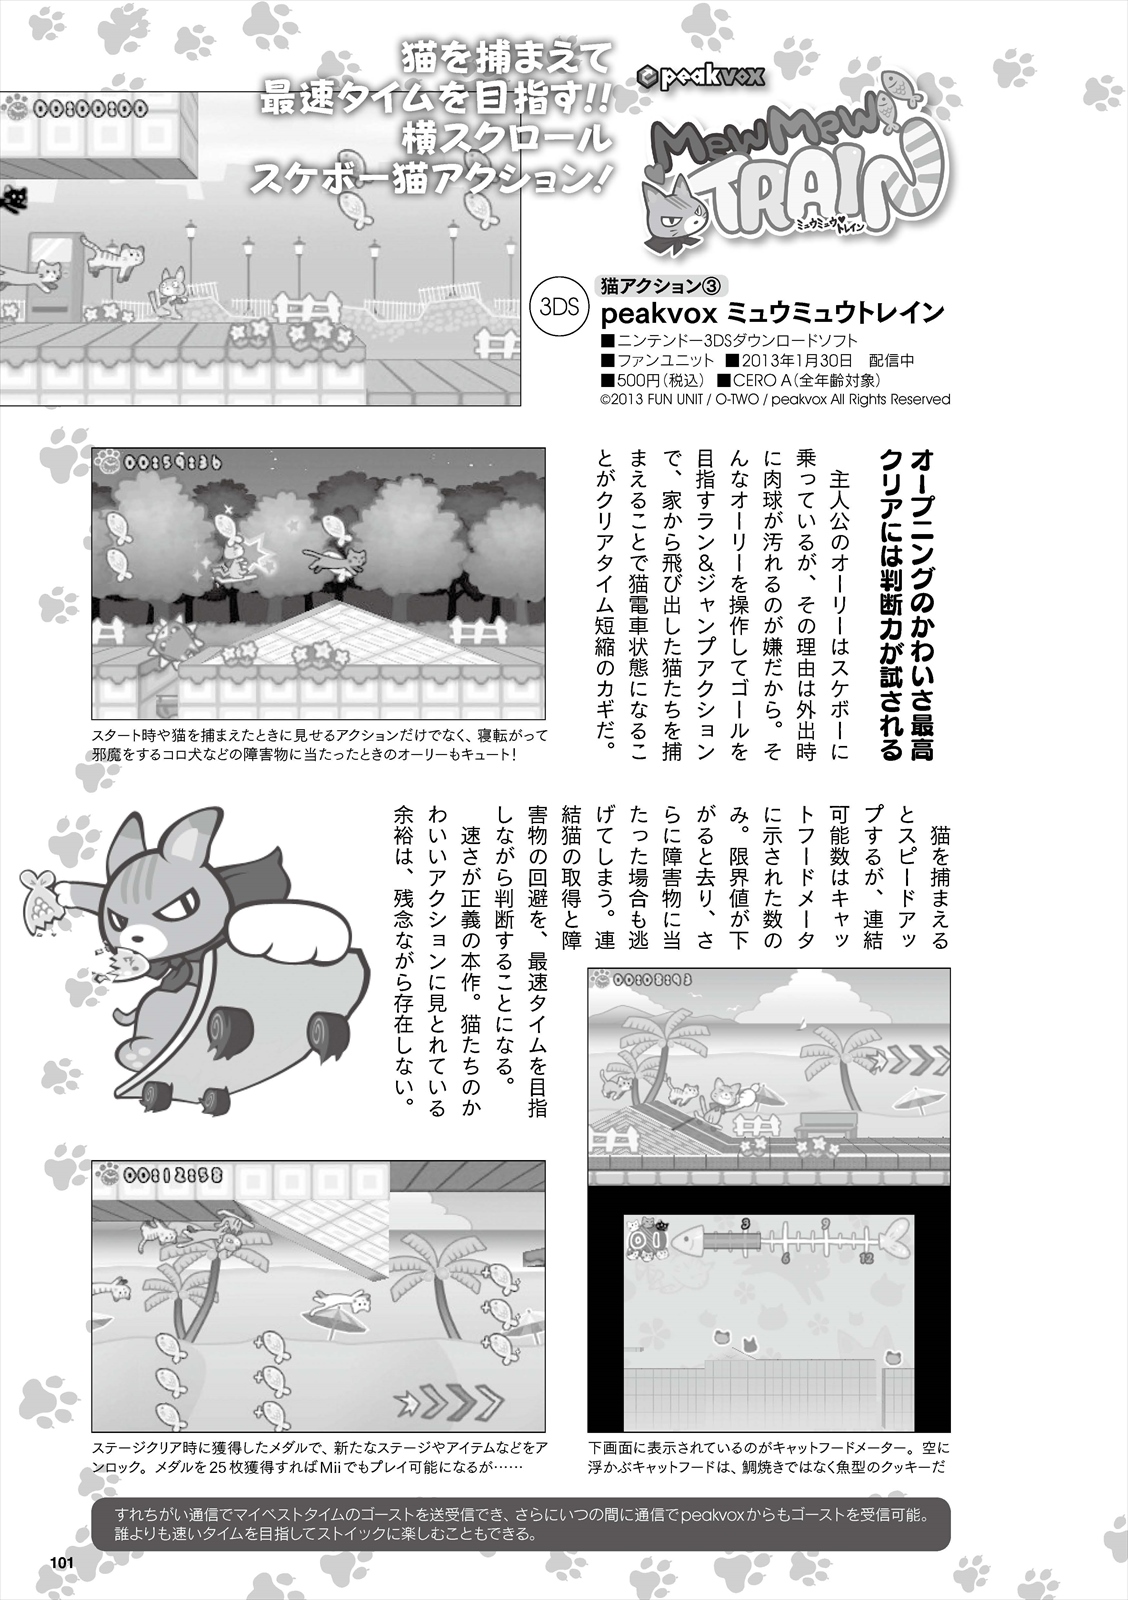 猫を捕まえて
最速タイムを目指す!!
横スクロール
スケボー猫アクション!
peakvox
MewMew
TRAIN
ミュウミュウ♥
トレイン
00:00:00
3DS
猫アクション③
peakvox ミュウミュウトレイン
■ニンテンドー3DSダウンロードソフト
■ファンユニット ■2013年1月30日 配信中
■500円(税込) ■CERO A(全年齢対象)
©2013 FUN UNIT / O-TWO / peakvox All Rights Reserved
オープニングのかわいさ最高
クリアには判断力が試される
主人公のオーリーはスケボーに
乗っているが、その理由は外出時
に肉球が汚れるのが嫌だから。そ
んなオーリーを操作してゴールを
目指すラン&ジャンプアクション
で、家から飛び出した猫たちを捕
まえることで猫電車状態になるこ
とがクリアタイム短縮のカギだ。
00:59:36
スタート時や猫を捕まえたときに見せるアクションだけでなく、寝転がって
邪魔をするコロ犬などの障害物に当たったときのオーリーもキュート!
猫を捕まえる
とスピードアッ
プするが、連結
可能数はキャッ
トフードメータ
に示された数の
み。限界値が下
がると去り、さ
らに障害物に当
たった場合も逃
げてしまう。連
結猫の取得と障
害物の回避を、最速タイムを目指
しながら判断することになる。
速さが正義の本作。猫たちのか
わいいアクションに見とれている
余裕は、残念ながら存在しない。
00:08:93
01
3
6
9
12
下画面に表示されているのがキャットフードメーター。空に
浮かぶキャットフードは、鯛焼きではなく魚型のクッキーだ
00:12:58
ステージクリア時に獲得したメダルで、新たなステージやアイテムなどをア
ンロック。メダルを25枚獲得すればMiiでもプレイ可能になるが……
すれちがい通信でマイベストタイムのゴーストを送受信でき、さらにいつの間に通信でpeakvoxからもゴーストを受信可能。
誰よりも速いタイムを目指してストイックに楽しむこともできる。
101